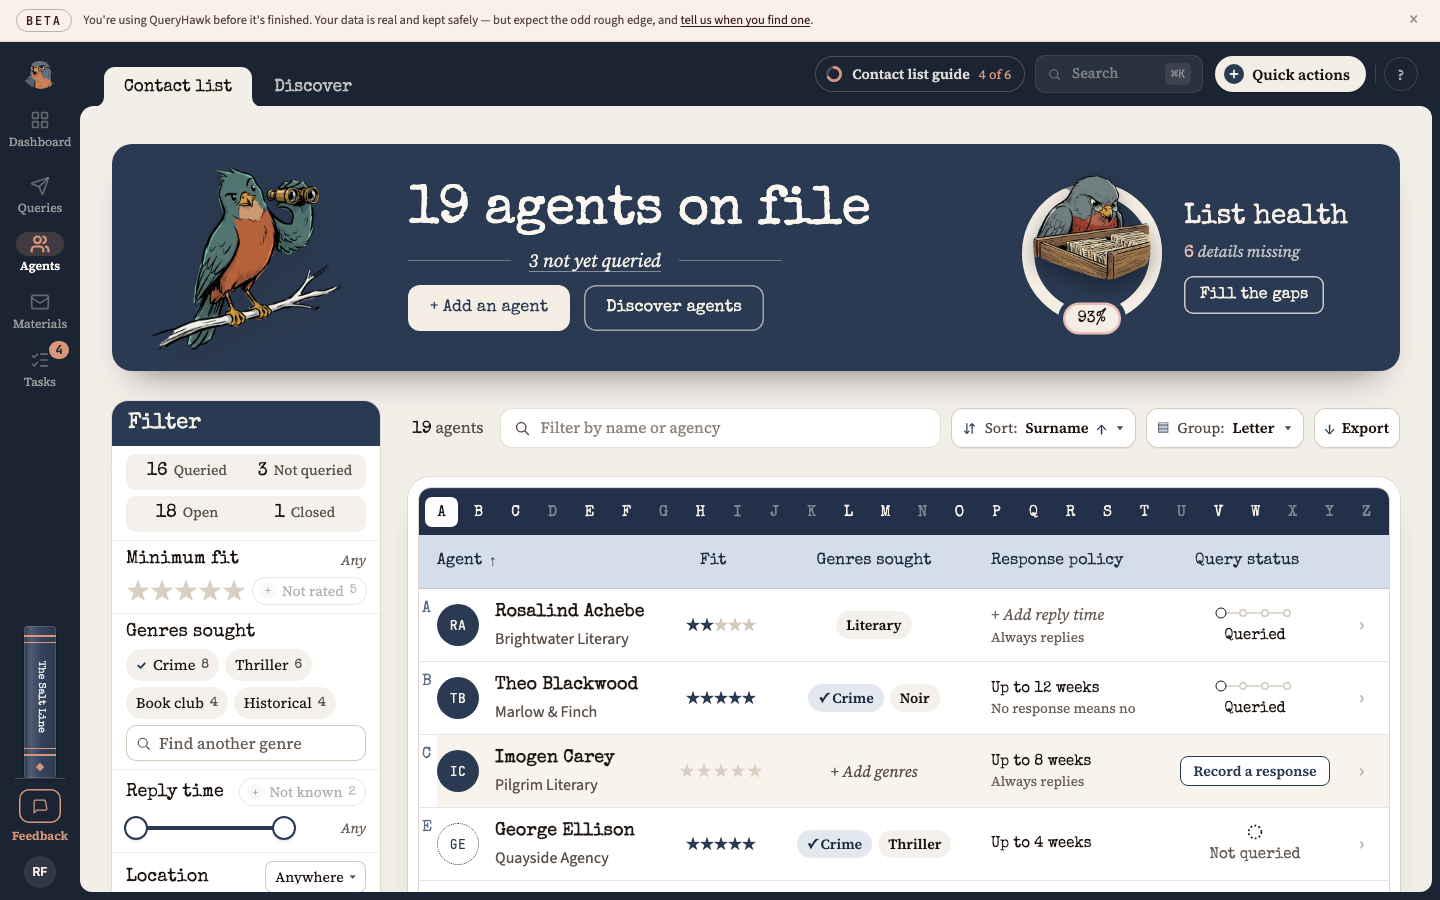 BETA
You're using QueryHawk before it's finished. Your data is real and kept safely — but expect the odd rough edge, and tell us when you find one.
×
Contact list
Discover
Contact list guide 4 of 6
Search ⌘K
+ Quick actions
?
Dashboard
Queries
Agents
Materials
4
Tasks
The Salt Line
Feedback
RF
19 agents on file
3 not yet queried
+ Add an agent
Discover agents
93%
List health
6 details missing
Fill the gaps
Filter
16 Queried 3 Not queried
18 Open 1 Closed
Minimum fit Any
+ Not rated 5
Genres sought
✓ Crime 8 Thriller 6
Book club 4 Historical 4
Find another genre
Reply time + Not known 2
Any
Location Anywhere
19 agents
Filter by name or agency
Sort: Surname ↑
Group: Letter
↓ Export
A B C D E F G H I J K L M N O P Q R S T U V W X Y Z
Agent ↑ Fit Genres sought Response policy Query status
A
RA
Rosalind Achebe
Brightwater Literary
Literary
+ Add reply time
Always replies
Queried
B
TB
Theo Blackwood
Marlow & Finch
✓ Crime Noir
Up to 12 weeks
No response means no
Queried
C
IC
Imogen Carey
Pilgrim Literary
+ Add genres
Up to 8 weeks
Always replies
Record a response
E
GE
George Ellison
Quayside Agency
✓ Crime Thriller
Up to 4 weeks
Not queried